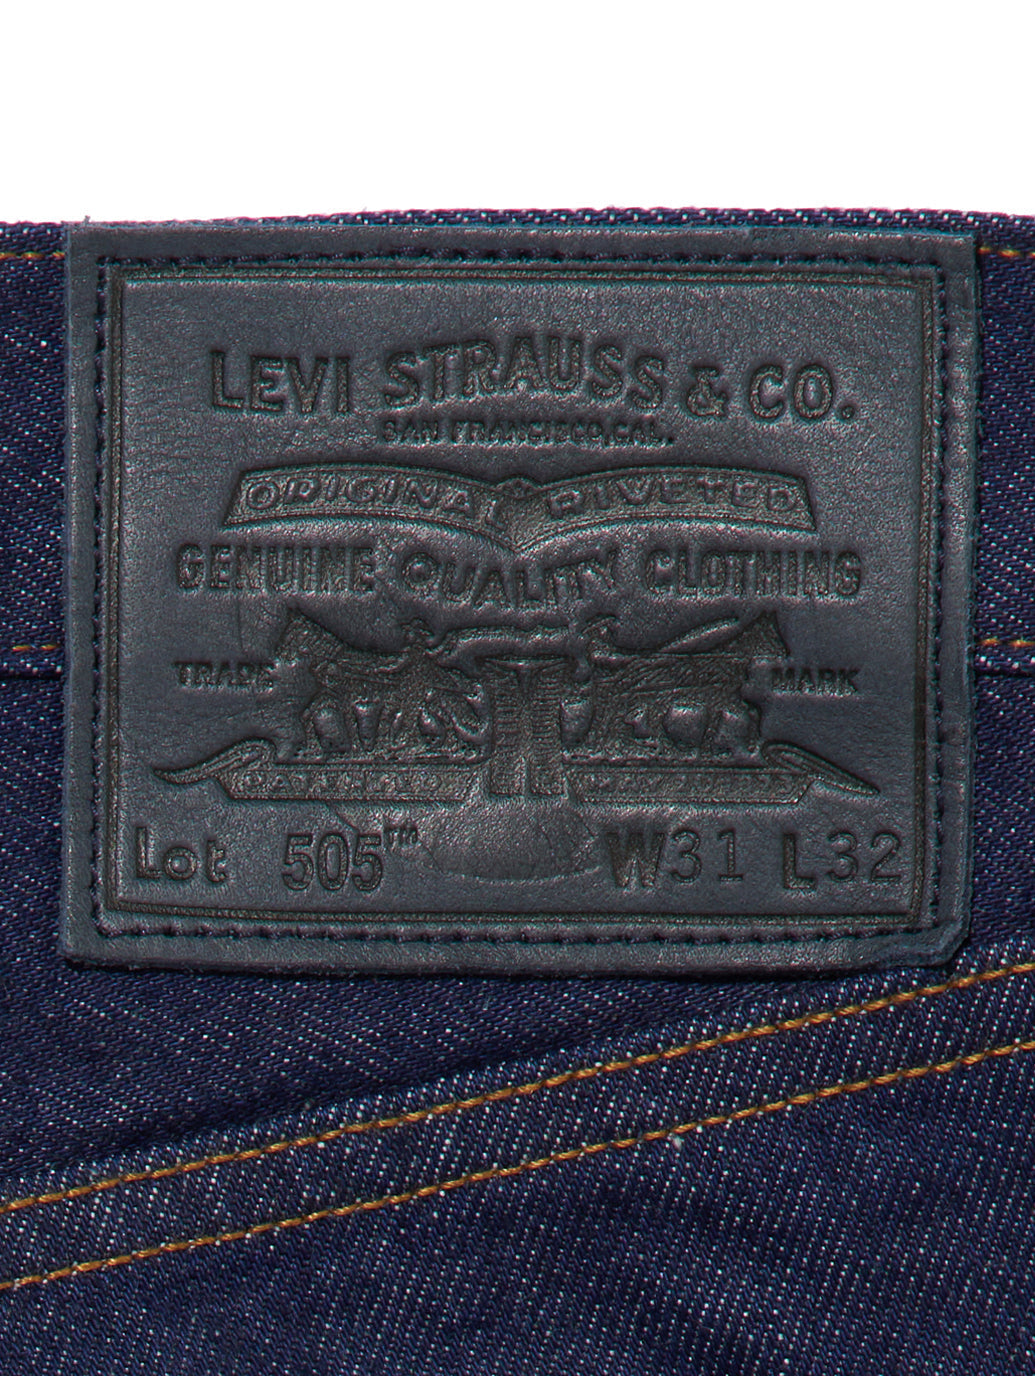 LEVI STRAUSS & CO.
SAN FRANCISCO, CAL.
ORIGINAL RIVETED
GENUINE QUALITY CLOTHING
TRADE MARK
Lot 505™ W31 L32